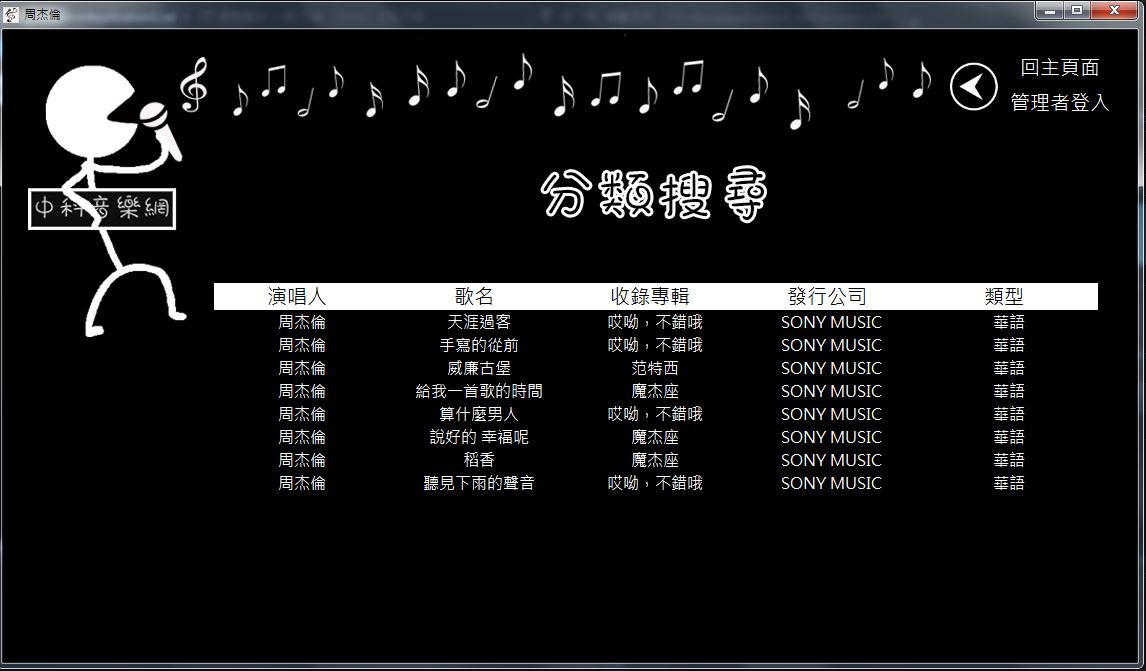 周杰倫
回主頁面
管理者登入
中科音樂網
分類搜尋
演唱人 歌名 收錄專輯 發行公司 類型
周杰倫 天涯過客 哎呦，不錯哦 SONY MUSIC 華語
周杰倫 手寫的從前 哎呦，不錯哦 SONY MUSIC 華語
周杰倫 威廉古堡 范特西 SONY MUSIC 華語
周杰倫 給我一首歌的時間 魔杰座 SONY MUSIC 華語
周杰倫 算什麼男人 哎呦，不錯哦 SONY MUSIC 華語
周杰倫 說好的 幸福呢 魔杰座 SONY MUSIC 華語
周杰倫 稻香 魔杰座 SONY MUSIC 華語
周杰倫 聽見下雨的聲音 哎呦，不錯哦 SONY MUSIC 華語